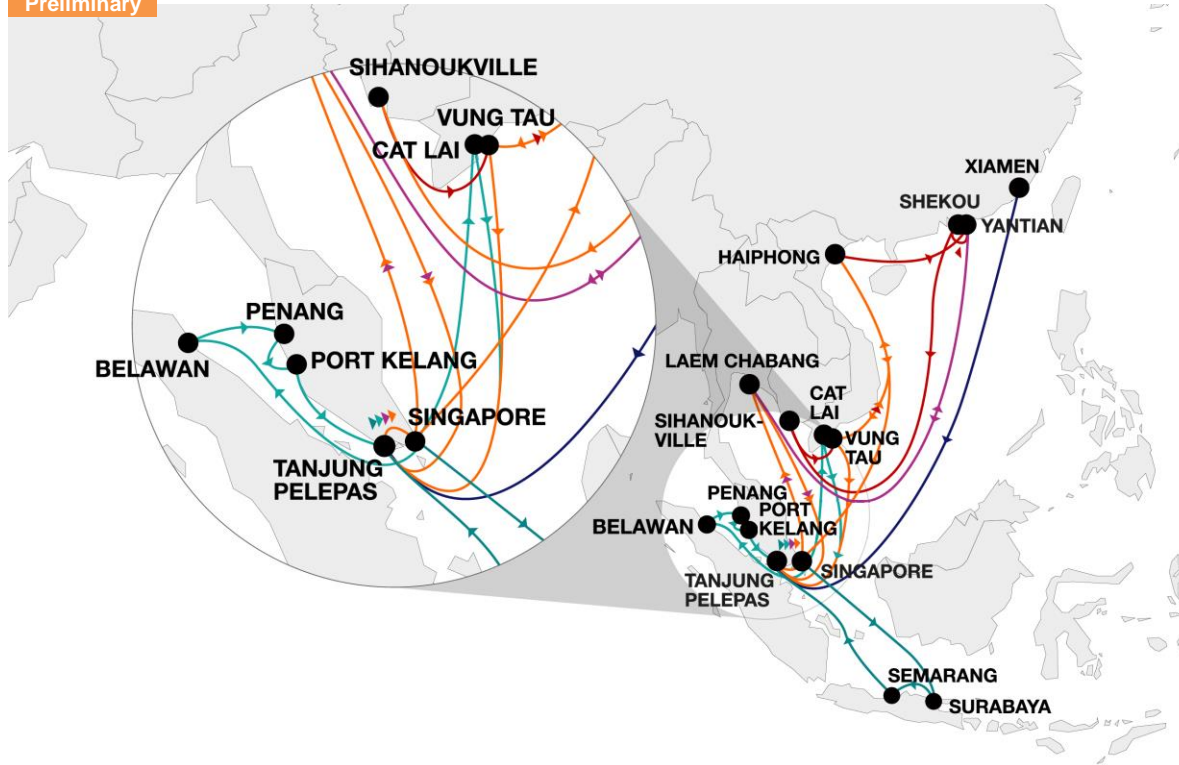 Preliminary
SIHANOUKVILLE
VUNG TAU
CAT LAI
PENANG
PORT KELANG
BELAWAN
SINGAPORE
TANJUNG
PELEPAS
XIAMEN
SHEKOU
YANTIAN
HAIPHONG
LAEM CHABANG
CAT
LAI
SIHANOUK-
VILLE
VUNG
TAU
PENANG
PORT
KELANG
BELAWAN
SINGAPORE
TANJUNG
PELEPAS
SEMARANG
SURABAYA